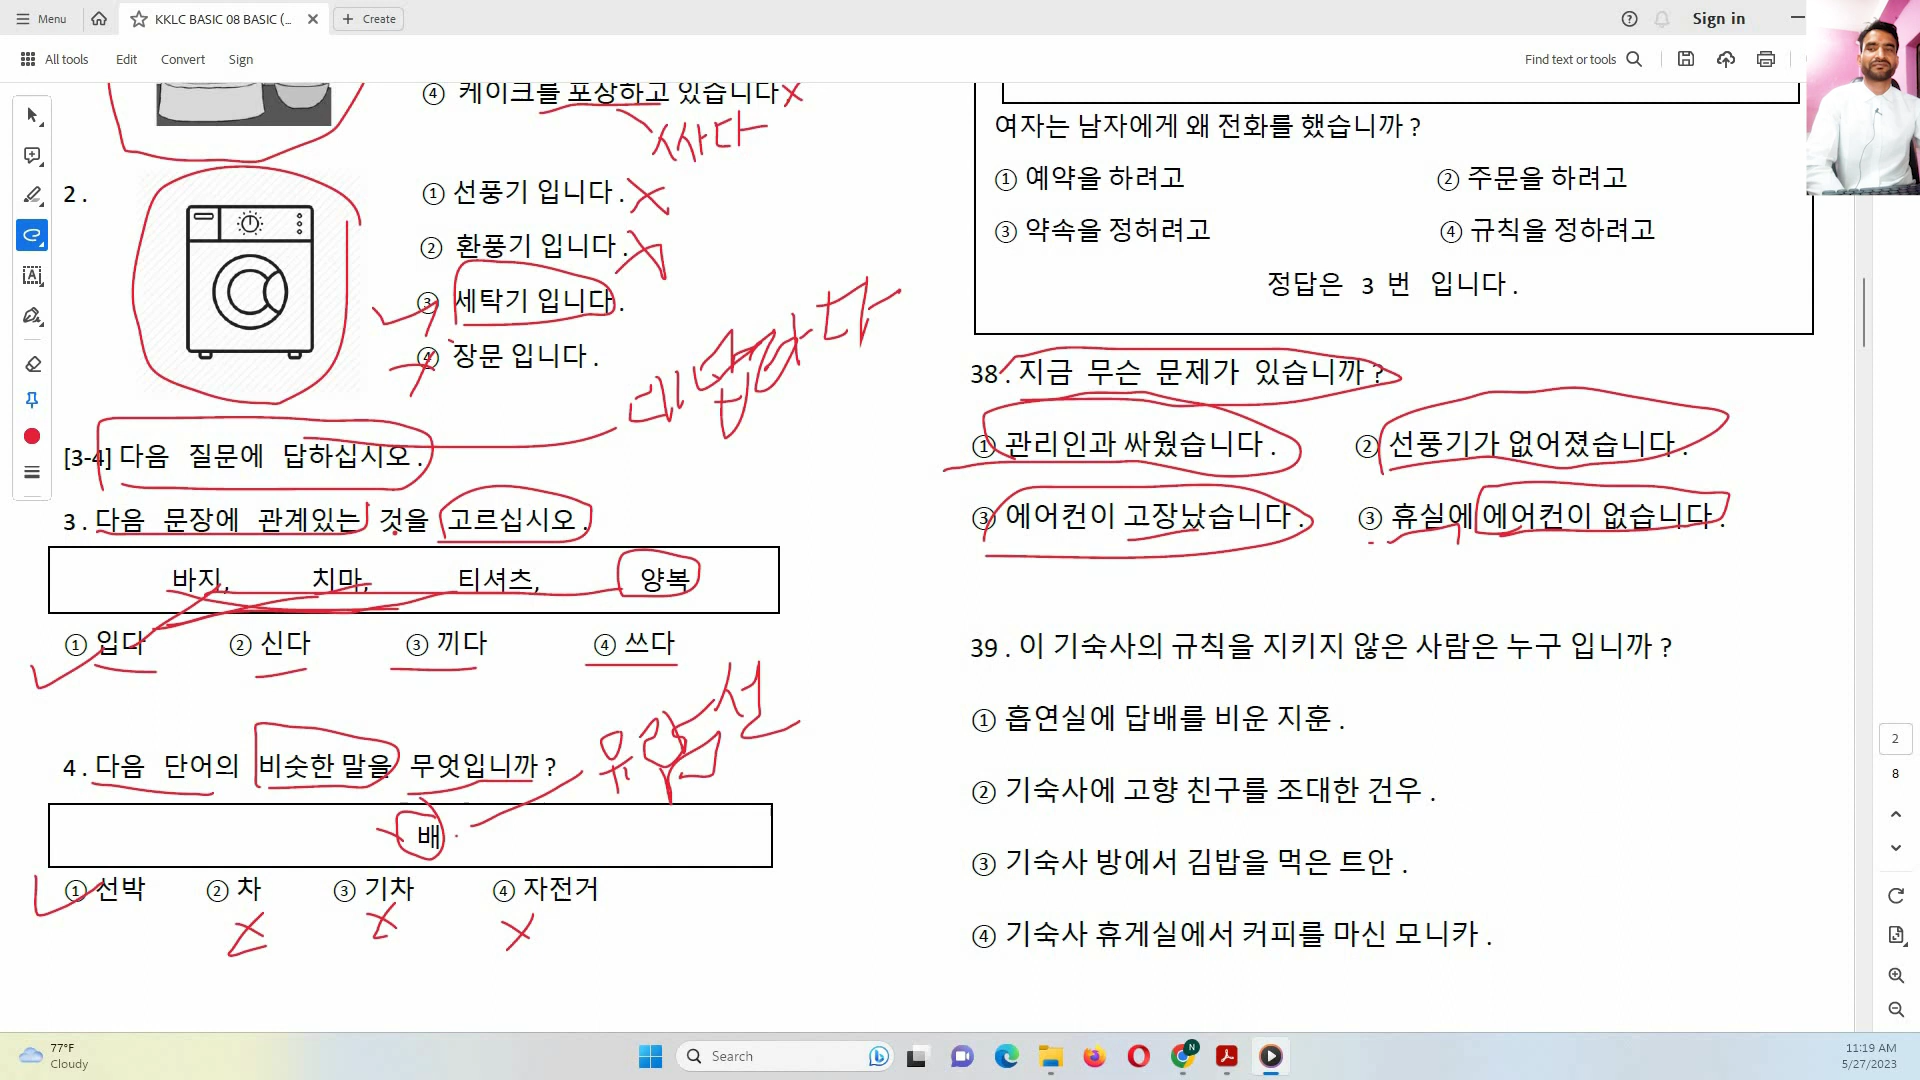 Menu
KKLC BASIC 08 BASIC (...
Create
Sign in
All tools
Edit
Convert
Sign
Find text or tools
④ 케이크를 포장하고 있습니다
싸다
2 .
① 선풍기 입니다 .
② 환풍기 입니다 .
③ 세탁기 입니다 .
④ 장문 입니다 .
[3-4] 다음 질문에 답하십시오 .
3 . 다음 문장에 관계있는 것을 고르십시오 .
바지, 치마, 티셔츠, 양복
① 입다 ② 신다 ③ 끼다 ④ 쓰다
4 . 다음 단어의 비슷한 말을 무엇입니까 ?
유람선
배
① 선박 ② 차 ③ 기차 ④ 자전거
여자는 남자에게 왜 전화를 했습니까 ?
① 예약을 하려고 ② 주문을 하려고
③ 약속을 정허려고 ④ 규칙을 정하려고
정답은 3 번 입니다 .
38 . 지금 무슨 문제가 있습니까 ?
① 관리인과 싸웠습니다 . ② 선풍기가 없어졌습니다 .
③ 에어컨이 고장났습니다 . ③ 휴실에 에어컨이 없습니다 .
39 . 이 기숙사의 규칙을 지키지 않은 사람은 누구 입니까 ?
① 흡연실에 답배를 비운 지훈 .
② 기숙사에 고향 친구를 조대한 건우 .
③ 기숙사 방에서 김밥을 먹은 트안 .
④ 기숙사 휴게실에서 커피를 마신 모니카 .
2
8
77°F
Cloudy
Search
N
11:19 AM
5/27/2023